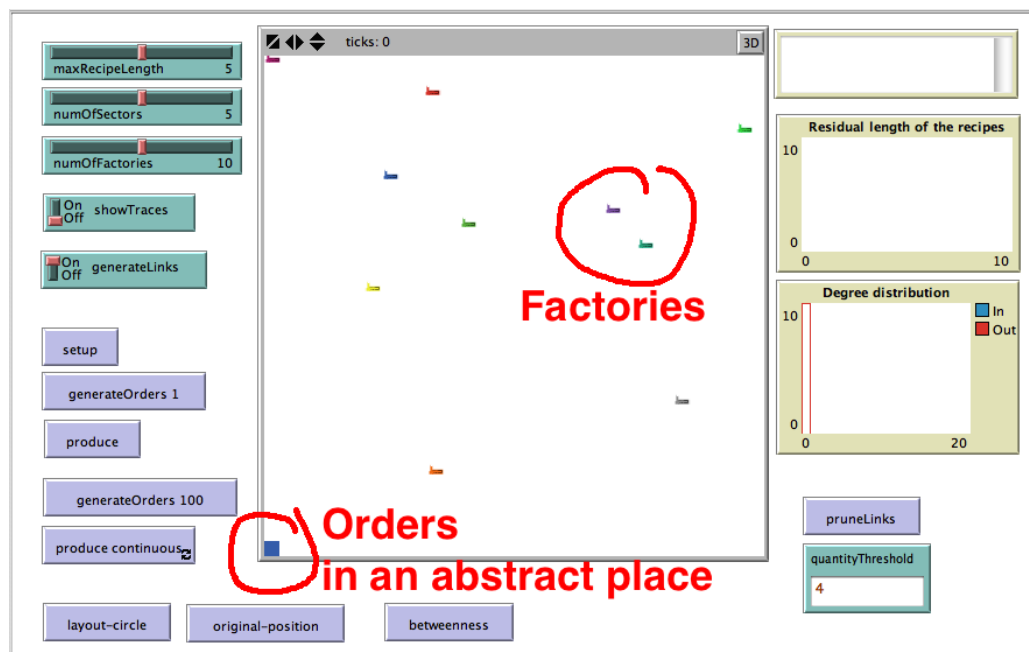 ticks: 0
3D
maxRecipeLength 5
numOfSectors 5
numOfFactories 10
On
Off
showTraces
On
Off
generateLinks
setup
generateOrders 1
produce
generateOrders 100
produce continuous
layout-circle
original-position
betweenness
Factories
Orders
in an abstract place
Residual length of the recipes
10
0
0 10
Degree distribution
10
0
0 20
In
Out
pruneLinks
quantityThreshold
4